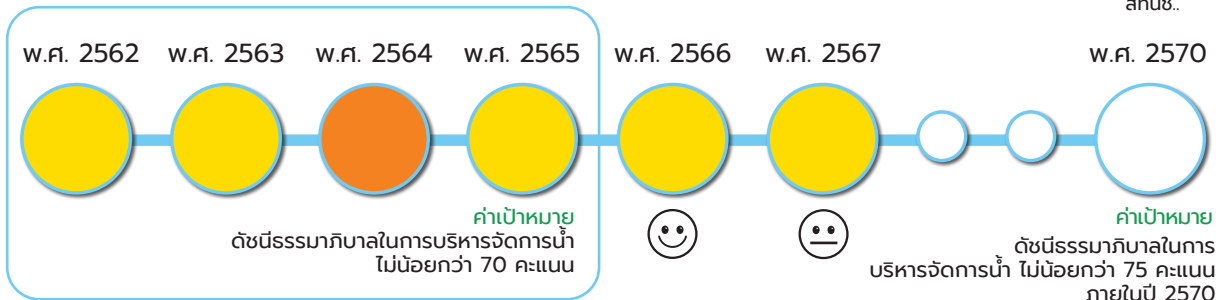 สทนช..
พ.ศ. 2562 พ.ศ. 2563 พ.ศ. 2564 พ.ศ. 2565 พ.ศ. 2566 พ.ศ. 2567 พ.ศ. 2570
ค่าเป้าหมาย
ดัชนีธรรมาภิบาลในการบริหารจัดการน้ำ
ไม่น้อยกว่า 70 คะแนน
ค่าเป้าหมาย
ดัชนีธรรมาภิบาลในการ
บริหารจัดการน้ำ ไม่น้อยกว่า 75 คะแนน
ภายในปี 2570